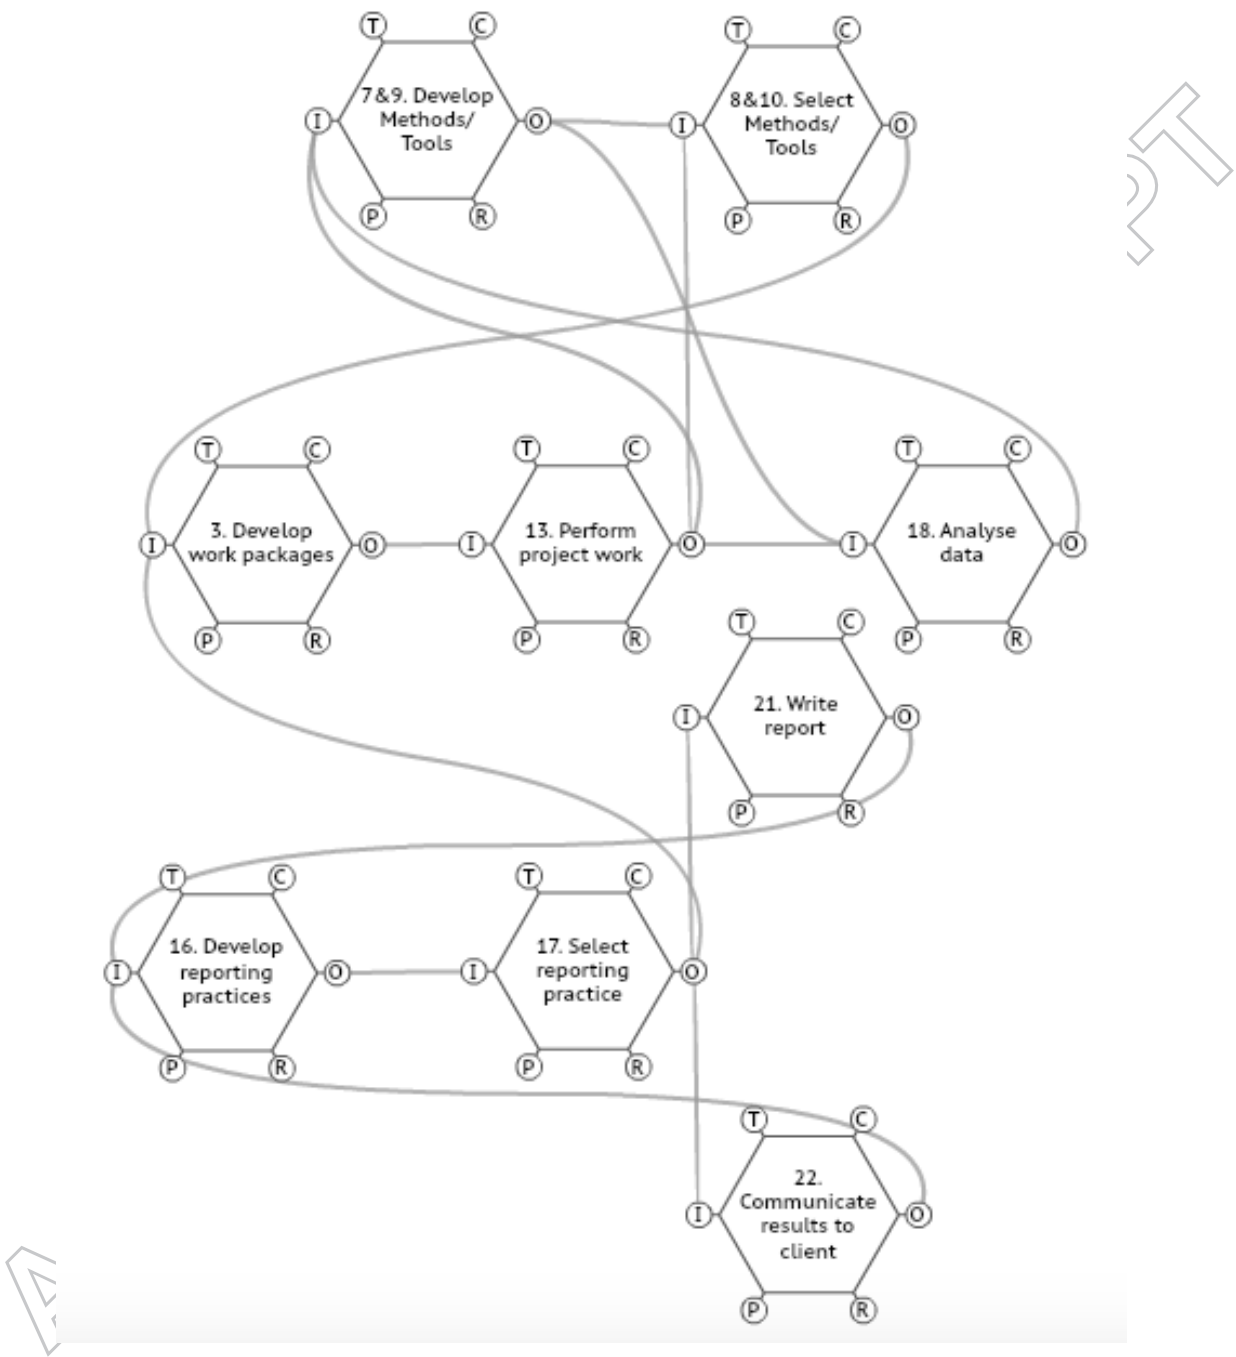 T C
7&9. Develop
Methods/
Tools
I O
P R
T C
8&10. Select
Methods/
Tools
I O
P R
T C
3. Develop
work packages
I O
P R
T C
13. Perform
project work
I O
P R
T C
18. Analyse
data
I O
P R
T C
21. Write
report
I O
P R
T C
16. Develop
reporting
practices
I O
P R
T C
17. Select
reporting
practice
I O
P R
T C
22.
Communicate
results to
client
I O
P R
A
PT